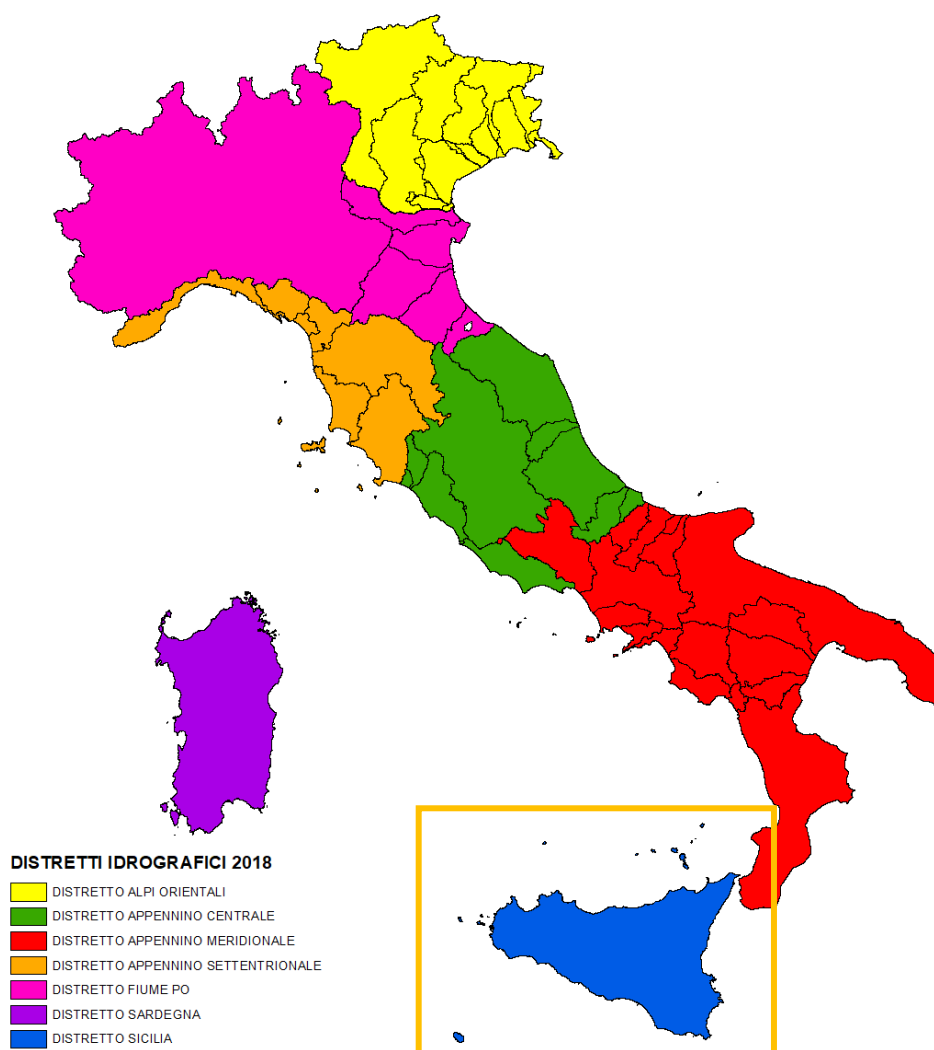 DISTRETTI IDROGRAFICI 2018
DISTRETTO ALPI ORIENTALI
DISTRETTO APPENNINO CENTRALE
DISTRETTO APPENNINO MERIDIONALE
DISTRETTO APPENNINO SETTENTRIONALE
DISTRETTO FIUME PO
DISTRETTO SARDEGNA
DISTRETTO SICILIA